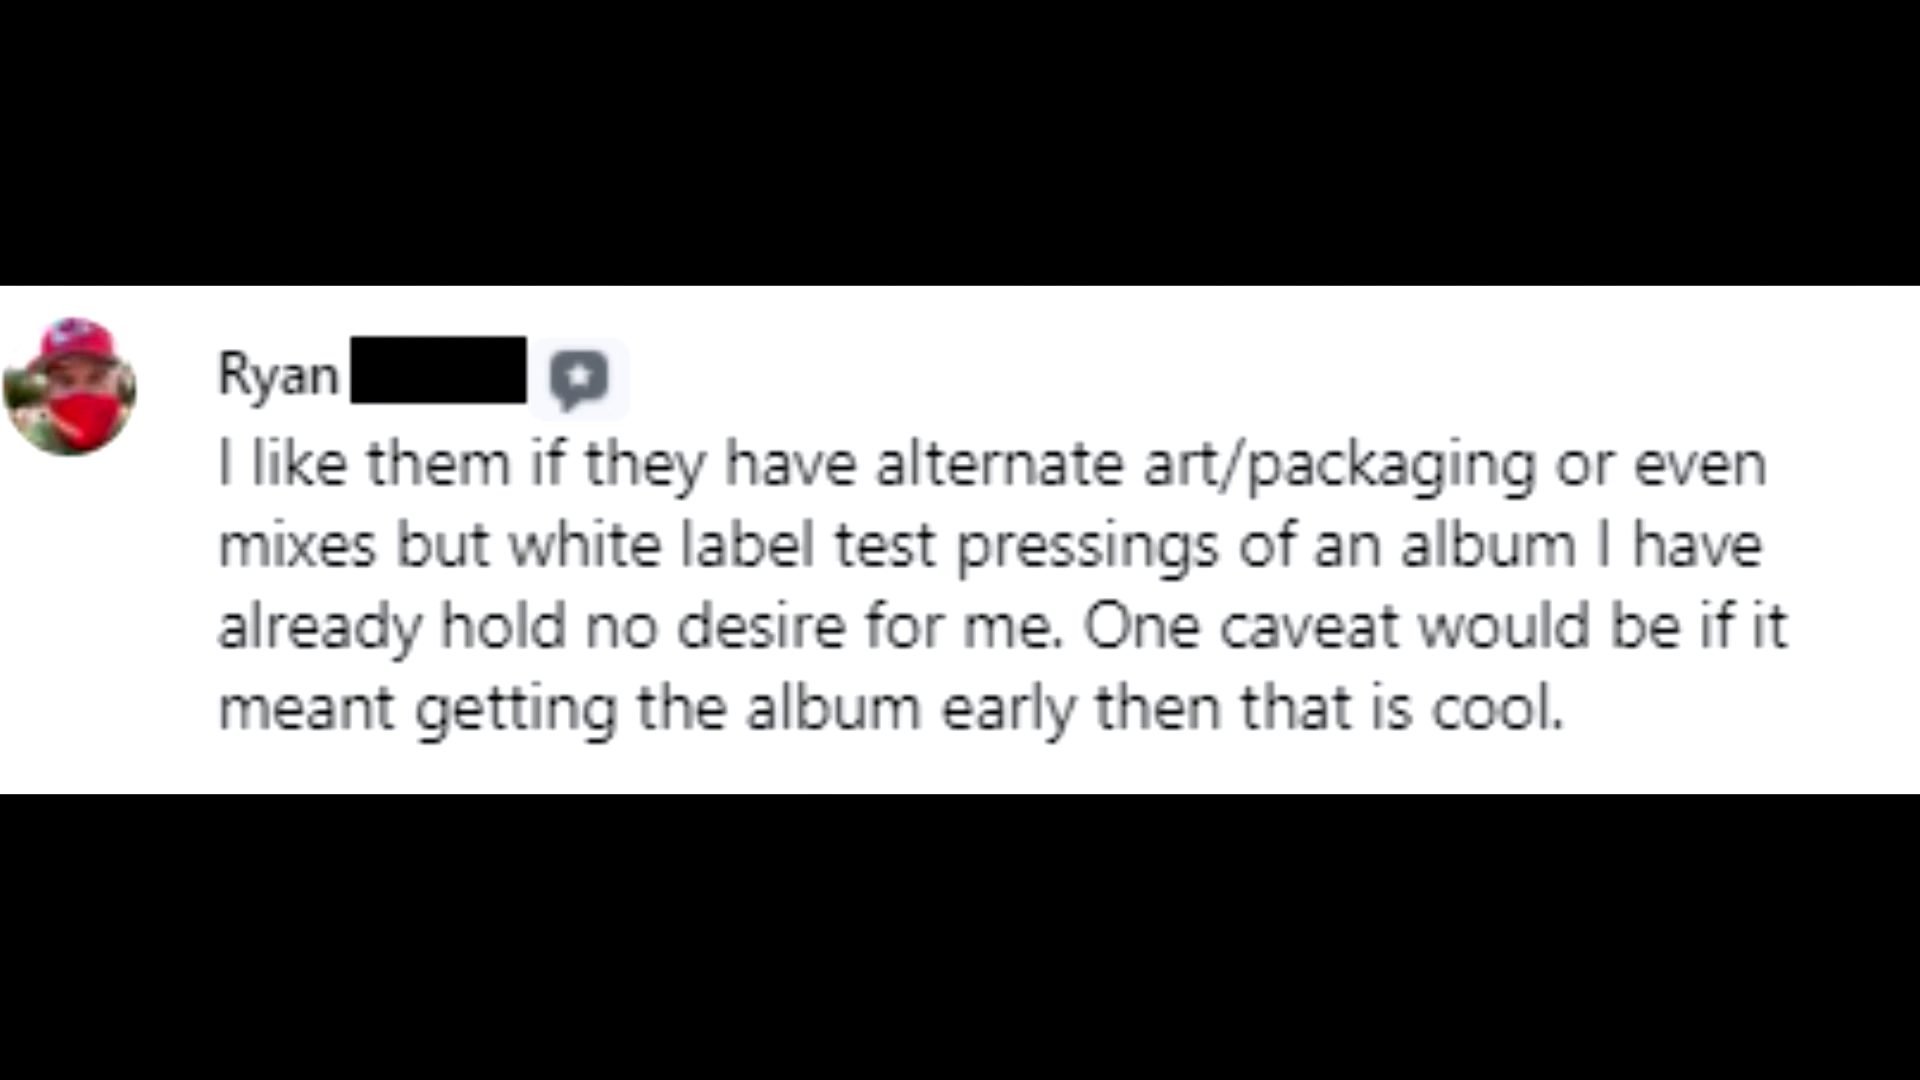 Ryan
I like them if they have alternate art/packaging or even
mixes but white label test pressings of an album I have
already hold no desire for me. One caveat would be if it
meant getting the album early then that is cool.